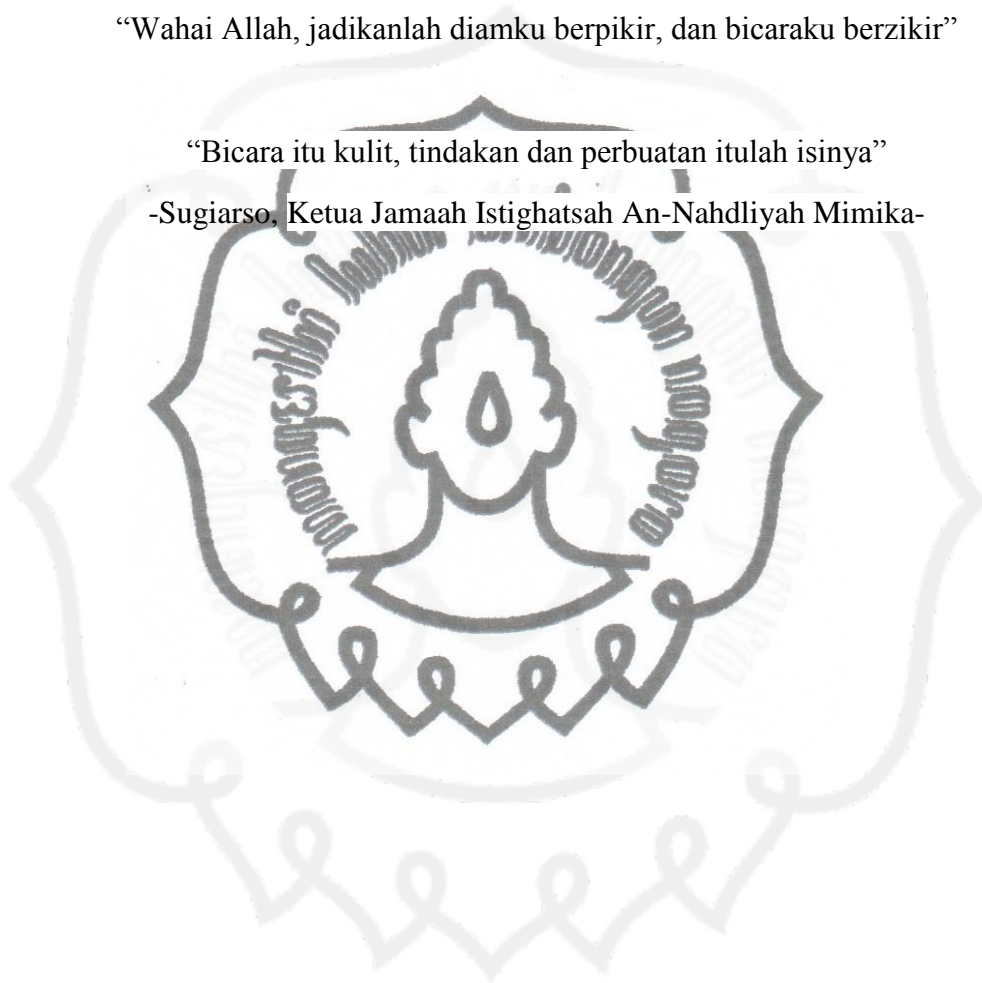 “Wahai Allah, jadikanlah diamku berpikir, dan bicaraku berzikir”
“Bicara itu kulit, tindakan dan perbuatan itulah isinya”
-Sugiarso, Ketua Jamaah Istighatsah An-Nahdliyah Mimika-